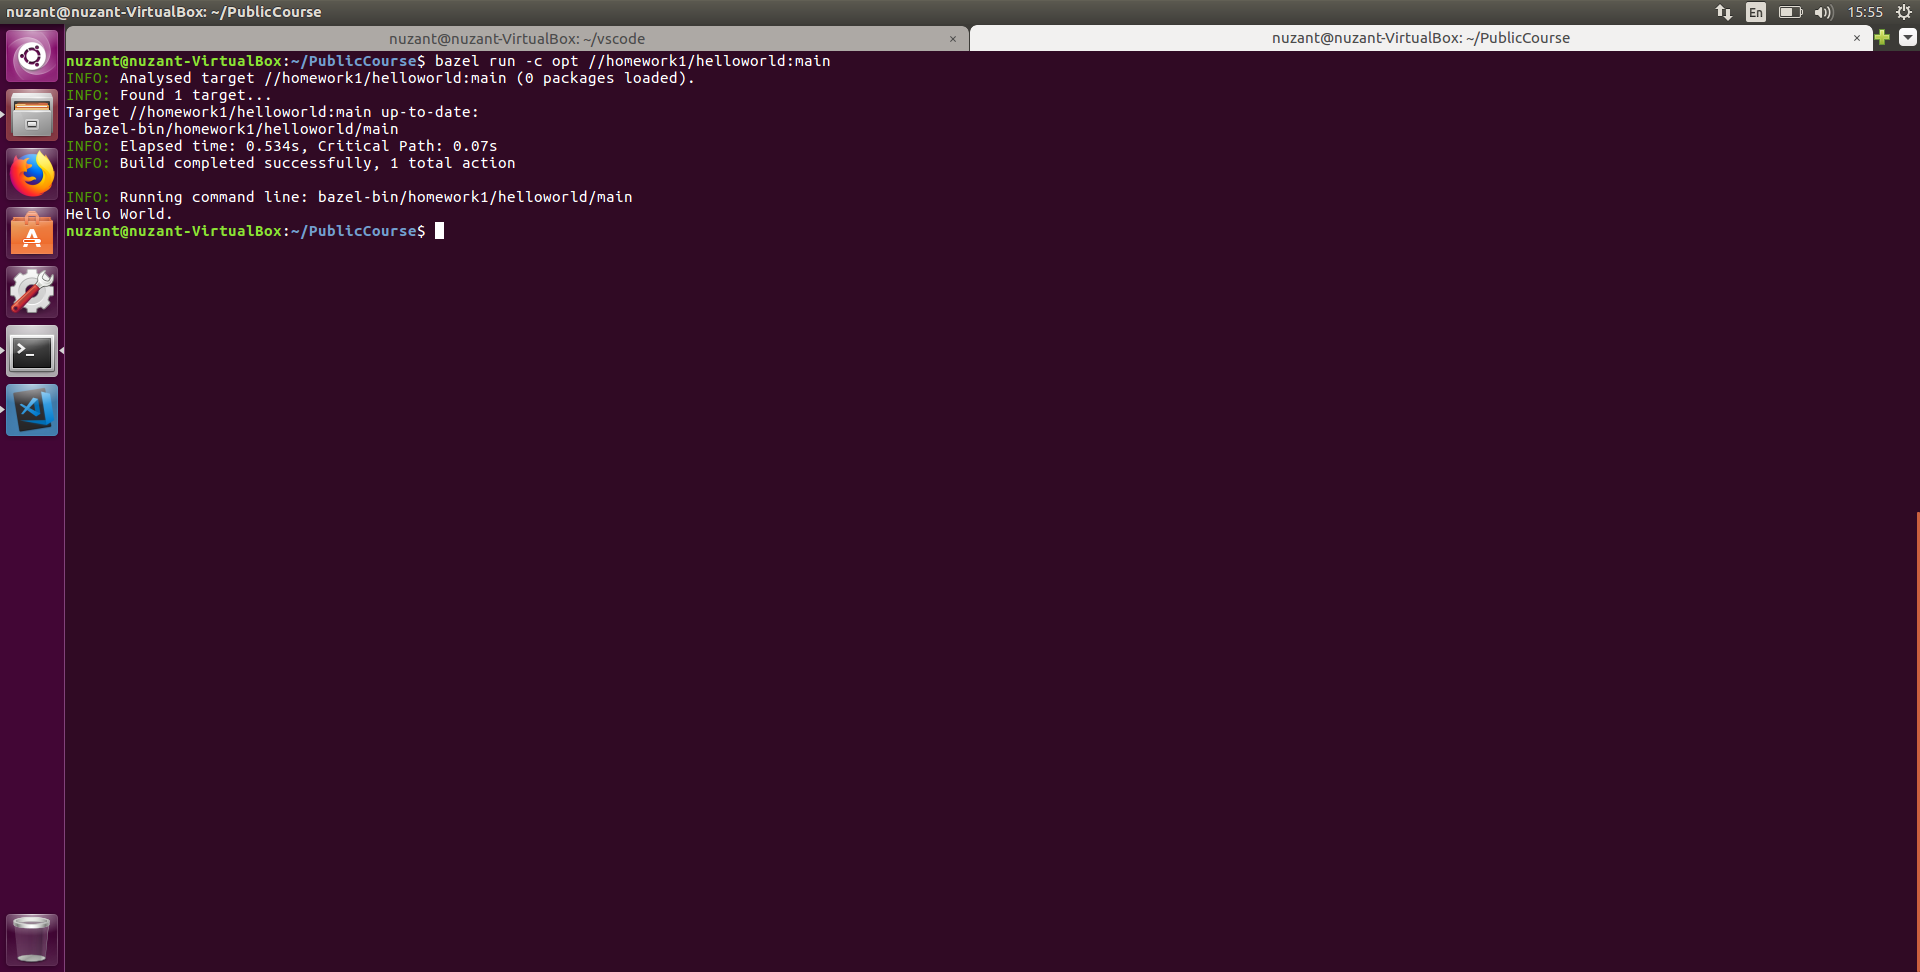 nuzant@nuzant-VirtualBox: ~/PublicCourse
En
15:55
nuzant@nuzant-VirtualBox: ~/vscode
nuzant@nuzant-VirtualBox: ~/PublicCourse
nuzant@nuzant-VirtualBox:~/PublicCourse$ bazel run -c opt //homework1/helloworld:main
INFO: Analysed target //homework1/helloworld:main (0 packages loaded).
INFO: Found 1 target...
Target //homework1/helloworld:main up-to-date:
  bazel-bin/homework1/helloworld/main
INFO: Elapsed time: 0.534s, Critical Path: 0.07s
INFO: Build completed successfully, 1 total action
INFO: Running command line: bazel-bin/homework1/helloworld/main
Hello World.
nuzant@nuzant-VirtualBox:~/PublicCourse$